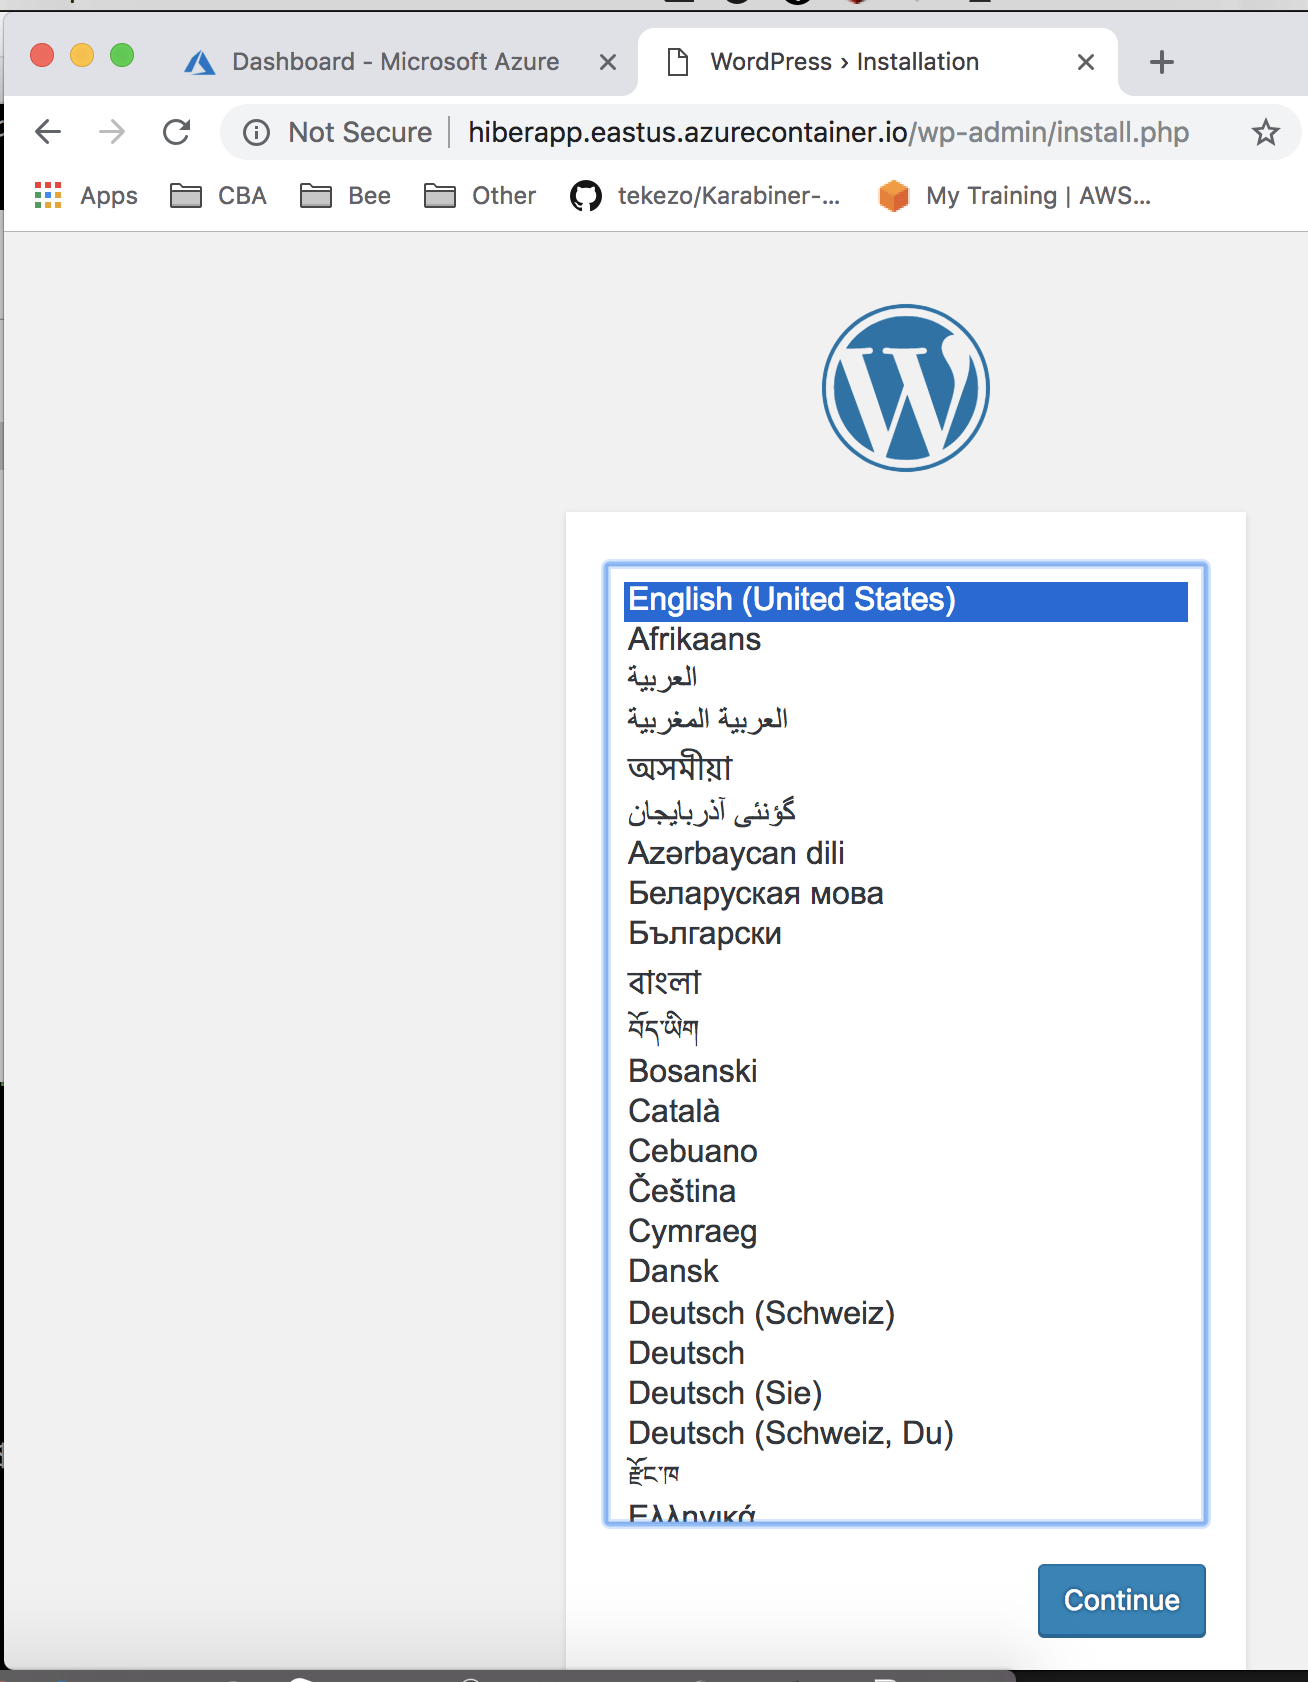 Dashboard - Microsoft Azure
WordPress › Installation
Not Secure | hiberapp.eastus.azurecontainer.io/wp-admin/install.php
Apps CBA Bee Other tekezo/Karabiner-... My Training | AWS...
English (United States)
Afrikaans
العربية
العربية المغربية
অসমীয়া
گؤنئی آذربایجان
Azərbaycan dili
Беларуская мова
Български
বাংলা
བོད་ཡིག
Bosanski
Català
Cebuano
Čeština
Cymraeg
Dansk
Deutsch (Schweiz)
Deutsch
Deutsch (Sie)
Deutsch (Schweiz, Du)
རྫོང་ཁ
Ελληνικά
Continue